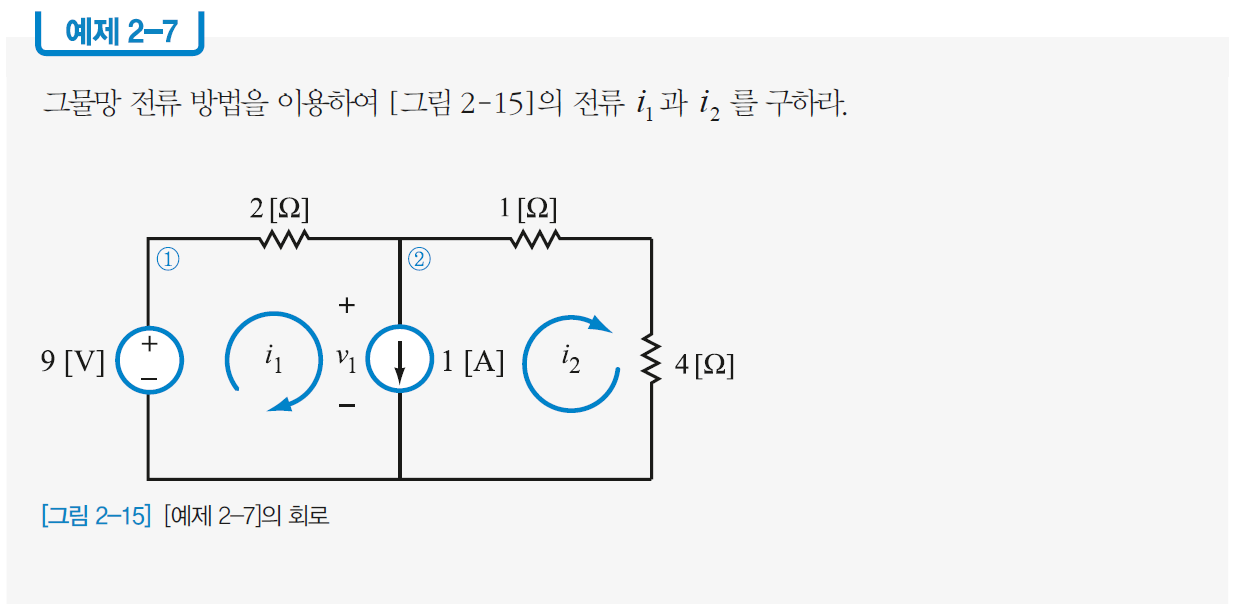 예제 2-7
그물망 전류 방법을 이용하여 [그림 2-15]의 전류 i₁과 i₂ 를 구하라.
2 [Ω]
1 [Ω]
①
②
+
9 [V]
+
−
i₁
v₁
1 [A]
i₂
4 [Ω]
−
[그림 2-15] [예제 2-7]의 회로